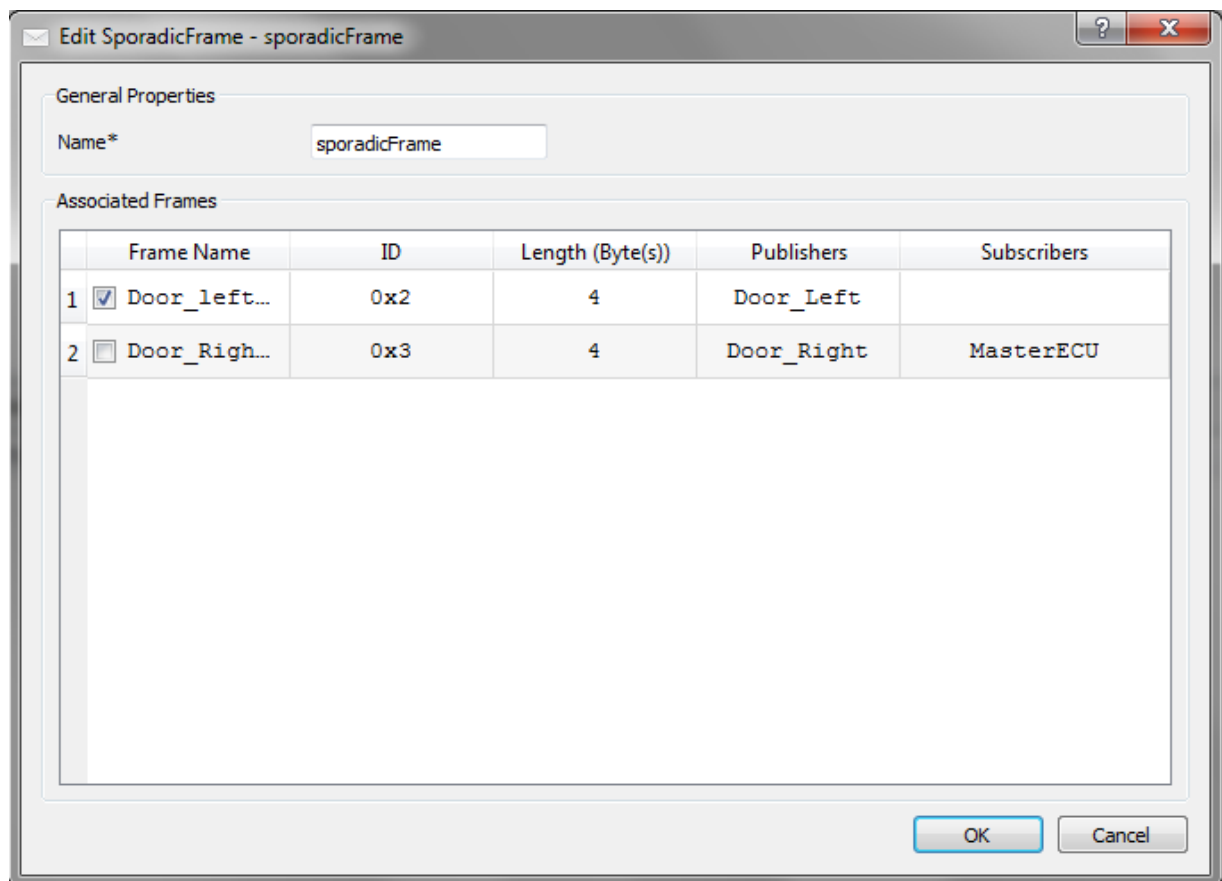 Edit SporadicFrame - sporadicFrame
?
X
General Properties
Name* sporadicFrame
Associated Frames
Frame Name ID Length (Byte(s)) Publishers Subscribers
1 Door_left... 0x2 4 Door_Left
2 Door_Righ... 0x3 4 Door_Right MasterECU
OK Cancel